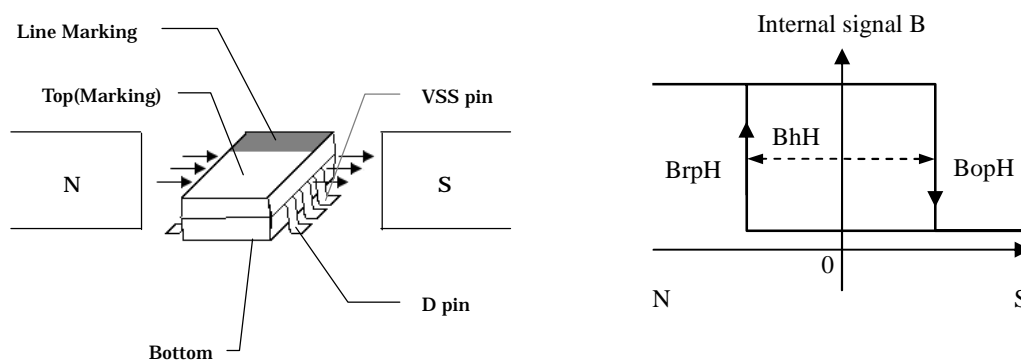 Line Marking
Top(Marking)
VSS pin
N
S
D pin
Bottom
Internal signal B
BhH
BrpH
BopH
0
N
S